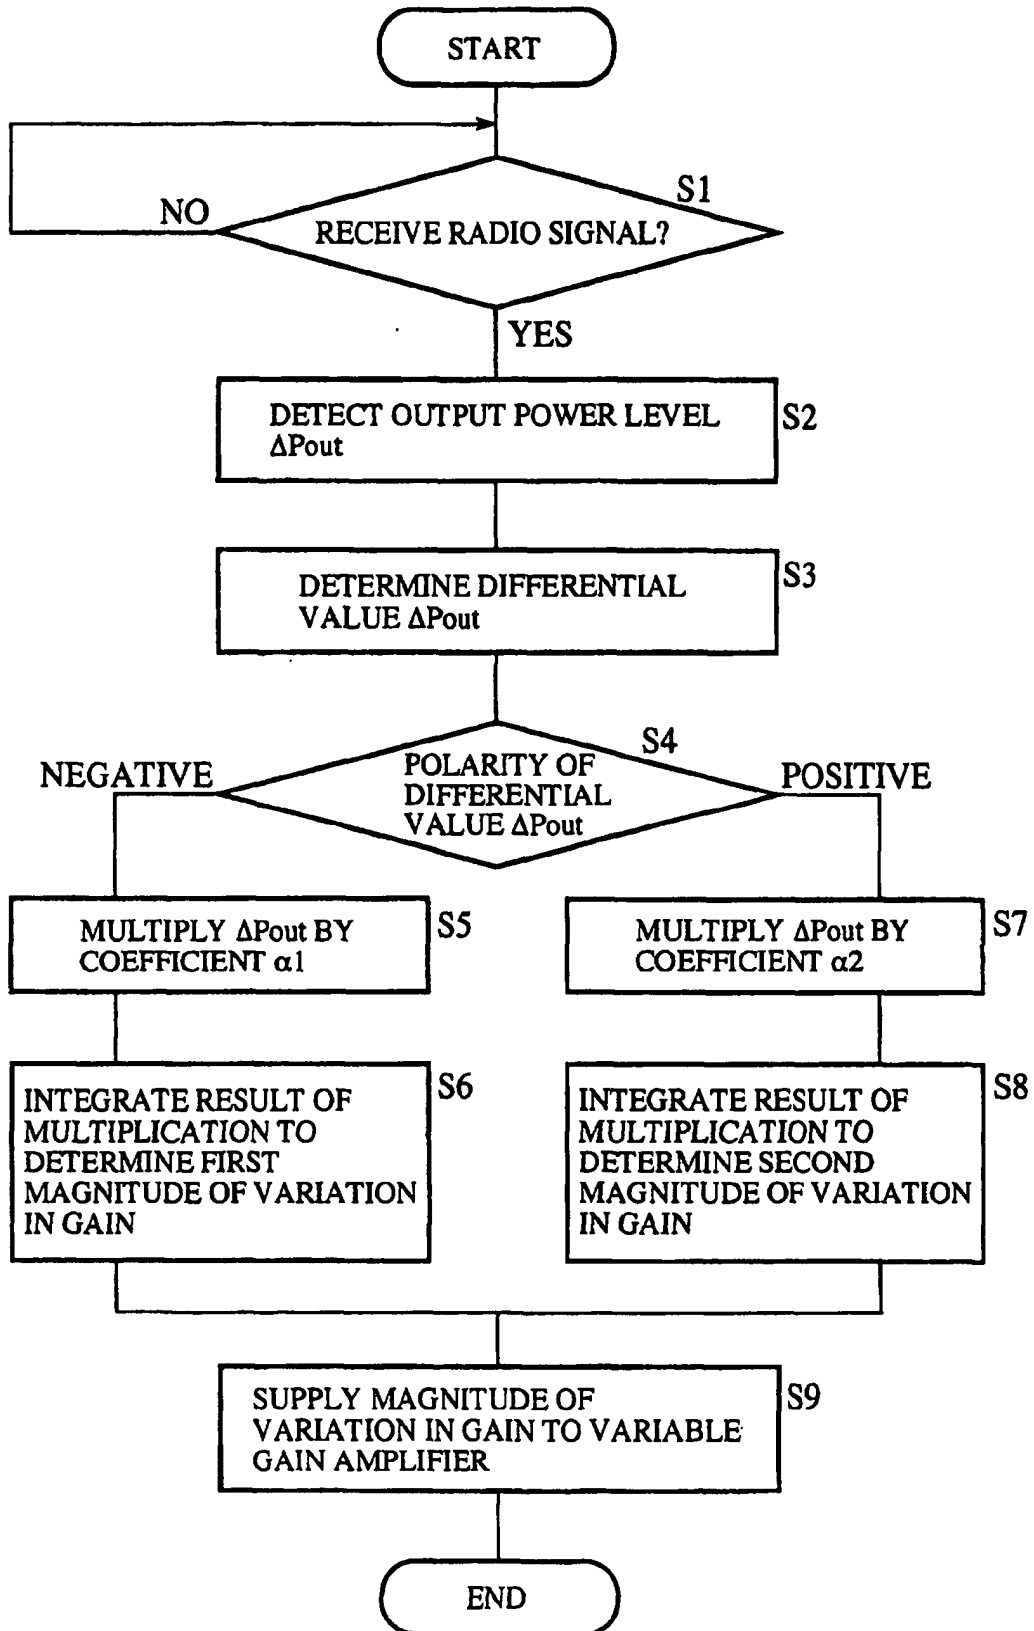 START
S1
NO
RECEIVE RADIO SIGNAL?
YES
DETECT OUTPUT POWER LEVEL
ΔPout
S2
DETERMINE DIFFERENTIAL
VALUE ΔPout
S3
S4
NEGATIVE
POLARITY OF
DIFFERENTIAL
VALUE ΔPout
POSITIVE
MULTIPLY ΔPout BY
COEFFICIENT α1
S5
MULTIPLY ΔPout BY
COEFFICIENT α2
S7
INTEGRATE RESULT OF
MULTIPLICATION TO
DETERMINE FIRST
MAGNITUDE OF VARIATION
IN GAIN
S6
INTEGRATE RESULT OF
MULTIPLICATION TO
DETERMINE SECOND
MAGNITUDE OF VARIATION
IN GAIN
S8
SUPPLY MAGNITUDE OF
VARIATION IN GAIN TO VARIABLE
GAIN AMPLIFIER
S9
END